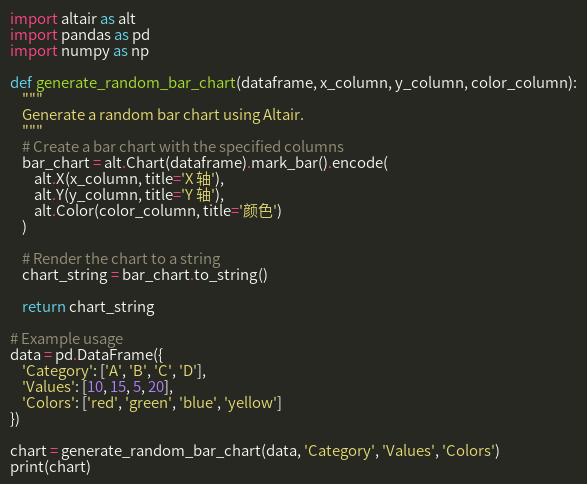 import altair as alt
import pandas as pd
import numpy as np

def generate_random_bar_chart(dataframe, x_column, y_column, color_column):
    """
    Generate a random bar chart using Altair.
    """
    # Create a bar chart with the specified columns
    bar_chart = alt.Chart(dataframe).mark_bar().encode(
        alt.X(x_column, title='X 轴'),
        alt.Y(y_column, title='Y 轴'),
        alt.Color(color_column, title='颜色')
    )

    # Render the chart to a string
    chart_string = bar_chart.to_string()

    return chart_string

# Example usage
data = pd.DataFrame({
    'Category': ['A', 'B', 'C', 'D'],
    'Values': [10, 15, 5, 20],
    'Colors': ['red', 'green', 'blue', 'yellow']
})

chart = generate_random_bar_chart(data, 'Category', 'Values', 'Colors')
print(chart)